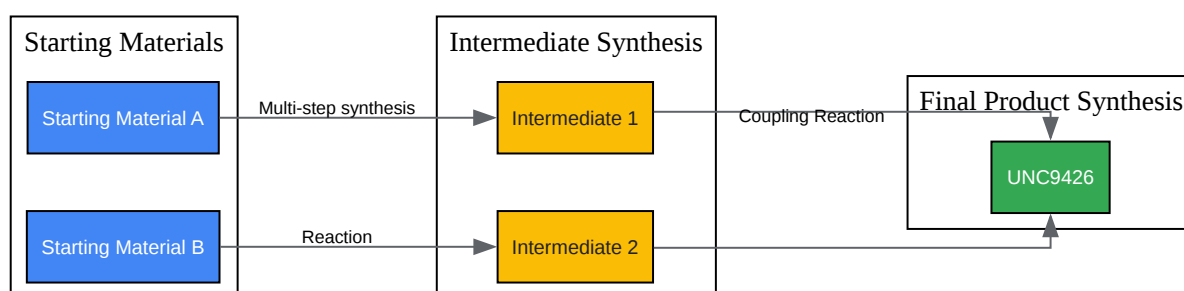 Starting Materials
Intermediate Synthesis
Final Product Synthesis
Starting Material A
Multi-step synthesis
Intermediate 1
Coupling Reaction
UNC9426
Starting Material B
Reaction
Intermediate 2